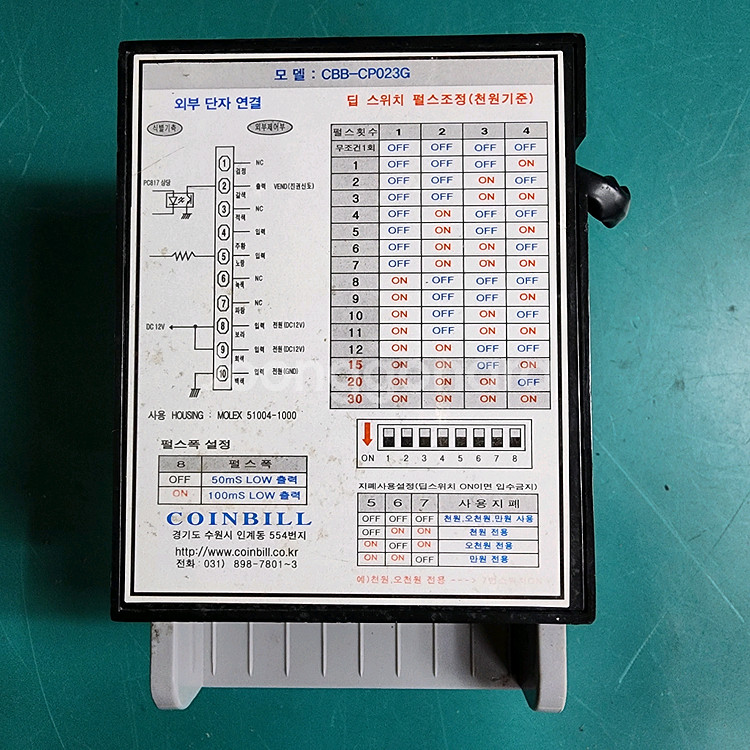 모 델 : CBB-CP023G
외부 단자 연결
식별기측 외부제어부
1 NC
검정
PC817 상당
2 출력 VEND(진권신도)
갈색
3 NC
적색
4 입력
주황
5 입력
노랑
6 NC
녹색
7 NC
파랑
DC 12V
8 입력 전원(DC12V)
보라
9 입력 전원(DC12V)
회색
10 입력 전원(GND)
백색
사용 HOUSING : MOLEX 51004-1000
펄스폭 설정
8 펄스폭
OFF 50mS LOW 출력
ON 100mS LOW 출력
COINBILL
경기도 수원시 인계동 554번지
http://www.coinbill.co.kr
전화 : 031) 898-7801~3
딥 스위치 펄스조정(천원기준)
펄스횟수 1 2 3 4
무조건1회 OFF OFF OFF OFF
1 OFF OFF OFF ON
2 OFF OFF ON OFF
3 OFF OFF ON ON
4 OFF ON OFF OFF
5 OFF ON OFF ON
6 OFF ON ON OFF
7 OFF ON ON ON
8 ON OFF OFF OFF
9 ON OFF OFF ON
10 ON OFF ON OFF
11 ON OFF ON ON
12 ON ON OFF OFF
15 ON ON OFF ON
20 ON ON ON OFF
30 ON ON ON ON
ON 1 2 3 4 5 6 7 8
지폐사용설정(딥스위치 ON이면 입수금지)
5 6 7 사용지폐
OFF OFF OFF 천원,오천원,만원 사용
OFF ON ON 천원 전용
ON OFF ON 오천원 전용
ON ON OFF 만원 전용
예)천원,오천원 전용 --->